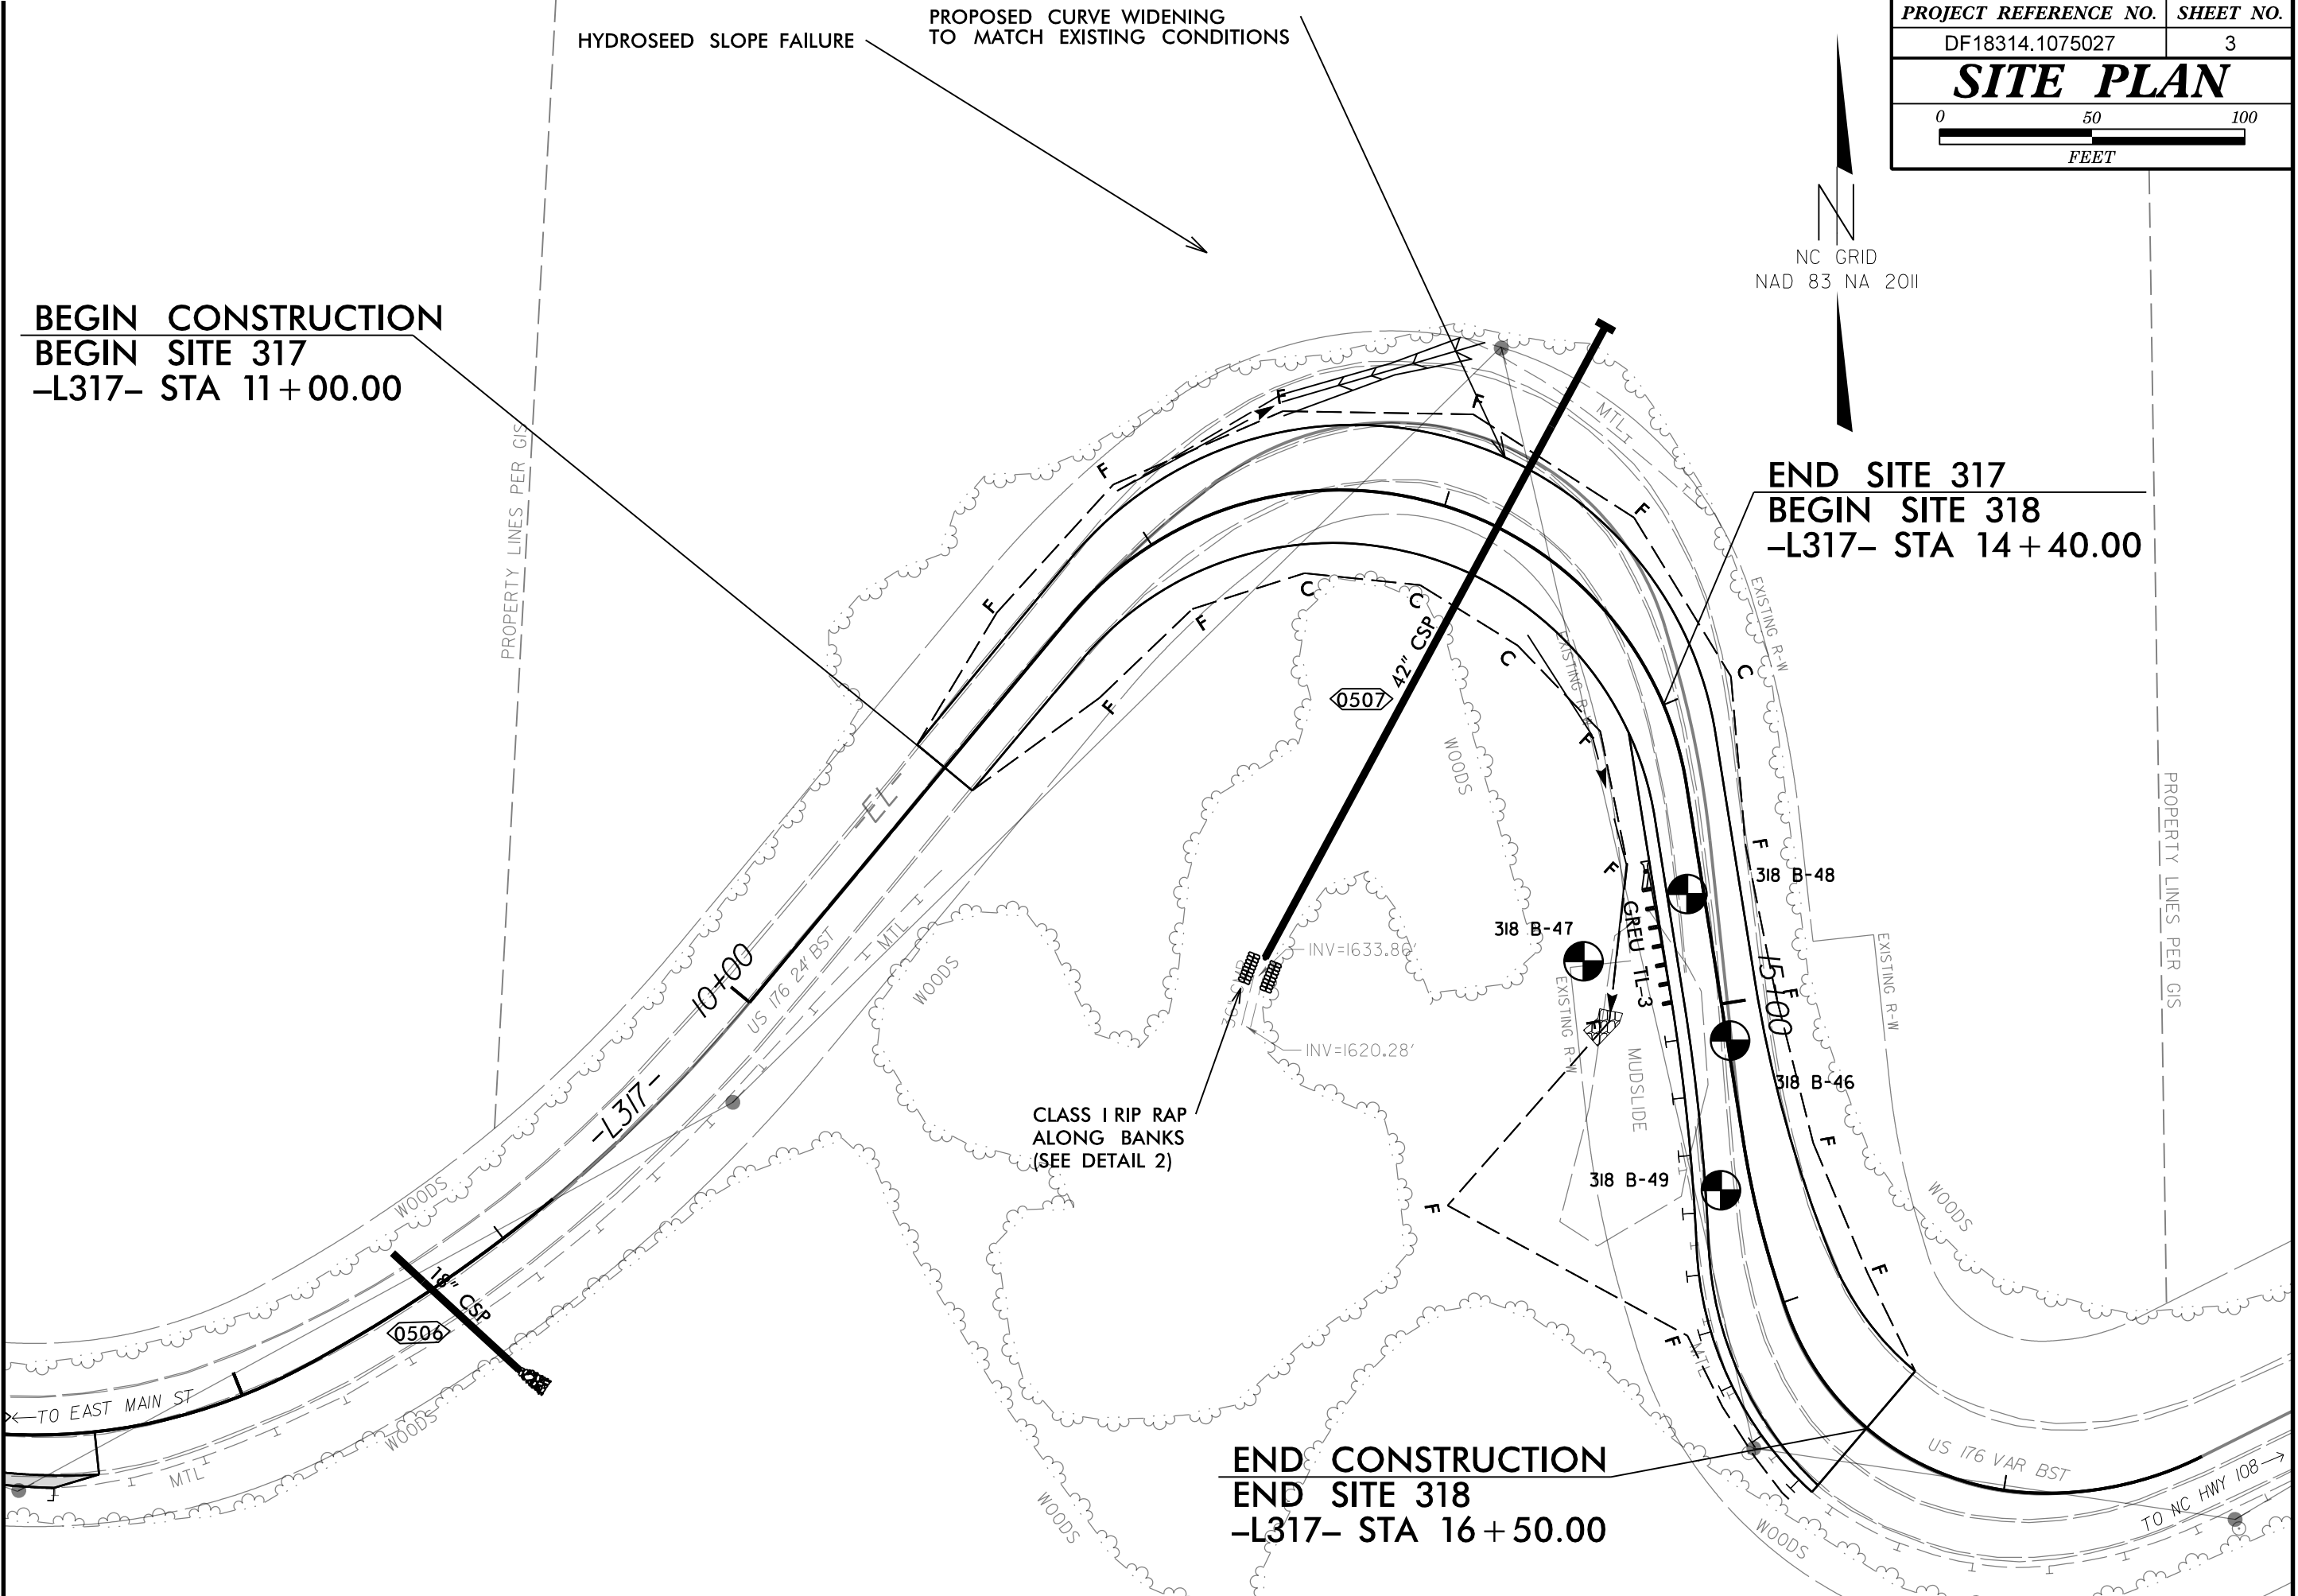 PROJECT REFERENCE NO.
SHEET NO.
DF18314.1075027
3
SITE PLAN
0 50 100
FEET
HYDROSEED SLOPE FAILURE
PROPOSED CURVE WIDENING
TO MATCH EXISTING CONDITIONS
N
NC GRID
NAD 83 NA 2011
BEGIN CONSTRUCTION
BEGIN SITE 317
-L317- STA 11+00.00
END SITE 317
BEGIN SITE 318
-L317- STA 14+40.00
PROPERTY LINES PER GIS
F
F
F
F
MTL
F
EXISTING R-W
C
C
C
F
F
C
EXISTING R-W
F
42" CSP
0507
WOODS
-EL-
PROPERTY LINES PER GIS
F
F
318 B-48
GREU TL-3
318 B-47
INV=1633.86'
EXISTING R-W
EXISTING R-W
15+00
F
F
10+00
US 176 24' BST
MTL
WOODS
INV=1620.28'
MUDSLIDE
318 B-46
-L317-
CLASS I RIP RAP
ALONG BANKS
(SEE DETAIL 2)
F
318 B-49
F
WOODS
WOODS
F
18" CSP
0506
F
MTL
TO EAST MAIN ST
WOODS
MTL
END CONSTRUCTION
END SITE 318
-L317- STA 16+50.00
US 176 VAR BST
TO NC HWY 108
WOODS
WOODS